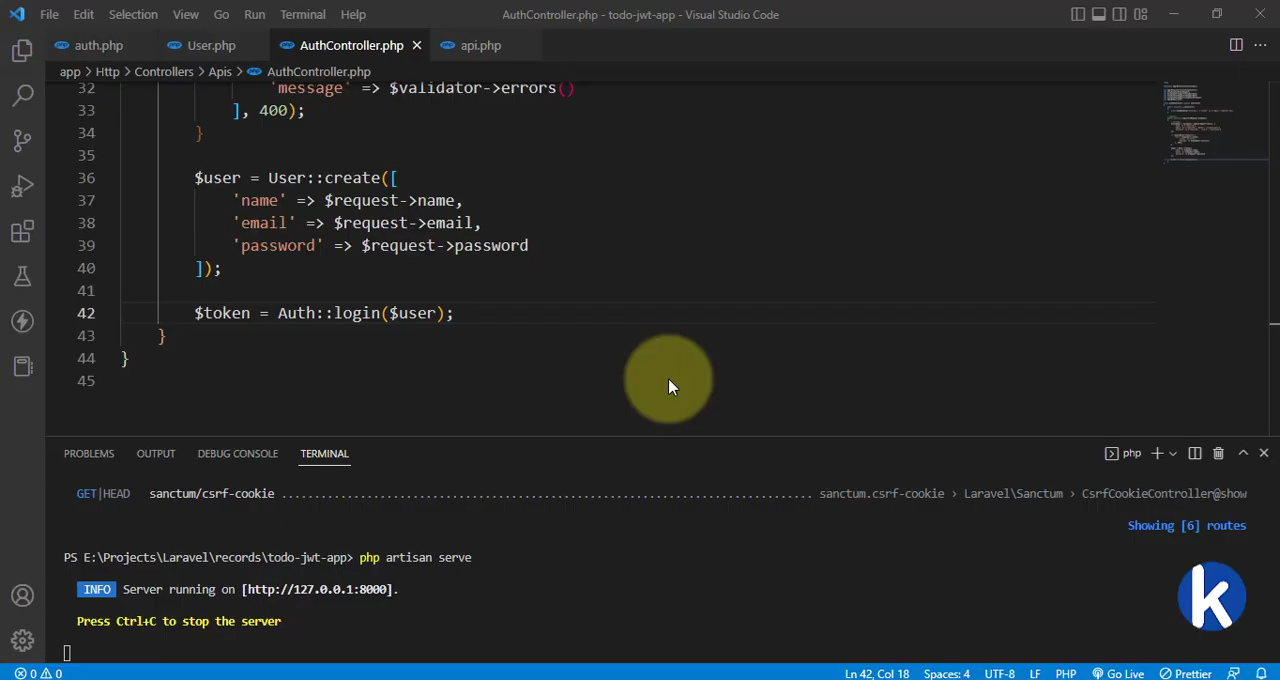 File Edit Selection View Go Run Terminal Help AuthController.php - todo-jwt-app - Visual Studio Code
auth.php User.php AuthController.php api.php
app > Http > Controllers > Apis > AuthController.php
32 'message' => $validator->errors()
33 ], 400);
34 }
35
36 $user = User::create([
37 'name' => $request->name,
38 'email' => $request->email,
39 'password' => $request->password
40 ]);
41
42 $token = Auth::login($user);
43 }
44 }
45
PROBLEMS OUTPUT DEBUG CONSOLE TERMINAL php
GET|HEAD sanctum/csrf-cookie ................................................................................. sanctum.csrf-cookie › Laravel\Sanctum › CsrfCookieController@show
Showing [6] routes
PS E:\Projects\Laravel\records\todo-jwt-app> php artisan serve
INFO Server running on [http://127.0.0.1:8000].
Press Ctrl+C to stop the server
k
0 0 Ln 42, Col 18 Spaces: 4 UTF-8 LF PHP Go Live Prettier